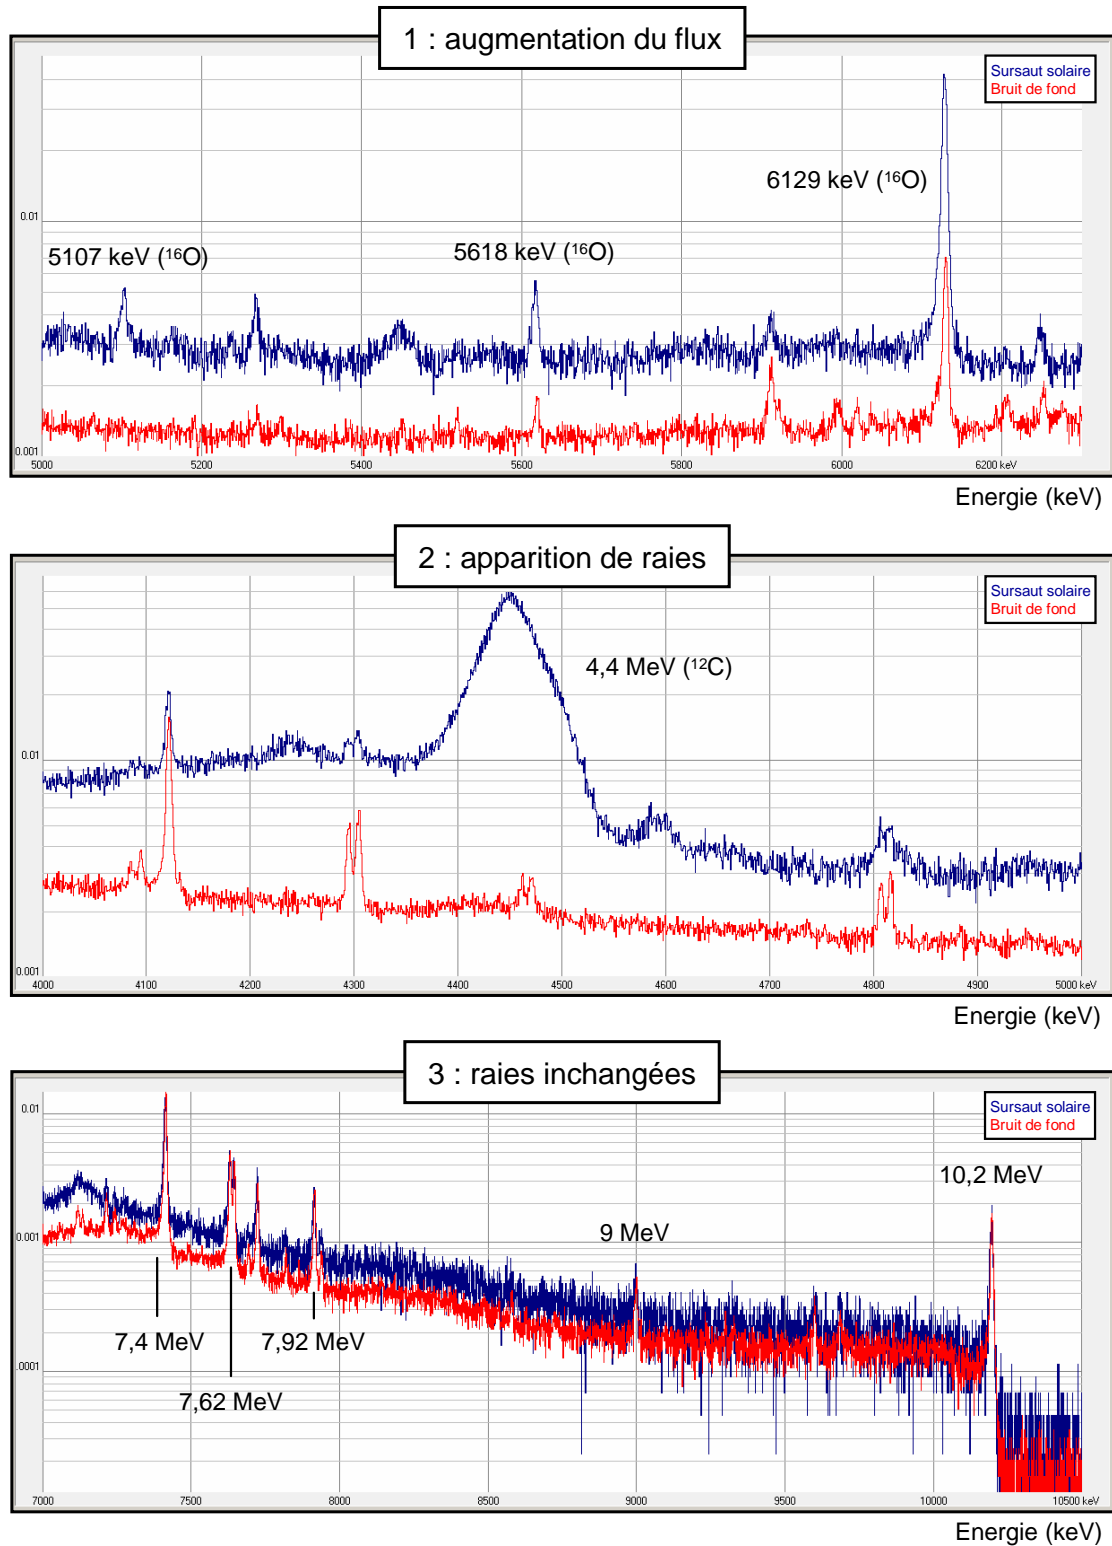 1 : augmentation du flux
Sursaut solaire
Bruit de fond
6129 keV (¹⁶O)
0.01
5107 keV (¹⁶O)
5618 keV (¹⁶O)
0.001
5000 5200 5400 5600 5800 6000 6200 keV
Energie (keV)
2 : apparition de raies
Sursaut solaire
Bruit de fond
4,4 MeV (¹²C)
0.01
0.001
4000 4100 4200 4300 4400 4500 4600 4700 4800 4900 5000 keV
Energie (keV)
3 : raies inchangées
Sursaut solaire
Bruit de fond
0.01
10,2 MeV
0.001
9 MeV
7,4 MeV
7,92 MeV
.0001
7,62 MeV
7000 7500 8000 8500 9000 9500 10000 10500 keV
Energie (keV)